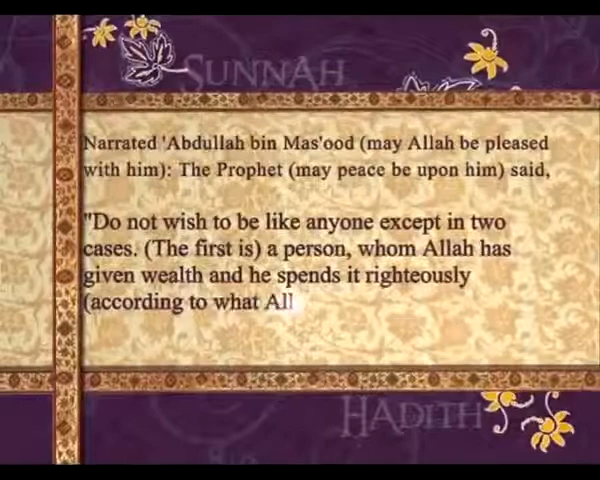 SUNNAH
Narrated 'Abdullah bin Mas'ood (may Allah be pleased
with him): The Prophet (may peace be upon him) said,
"Do not wish to be like anyone except in two
cases. (The first is) a person, whom Allah has
given wealth and he spends it righteously
(according to what All
HADITH